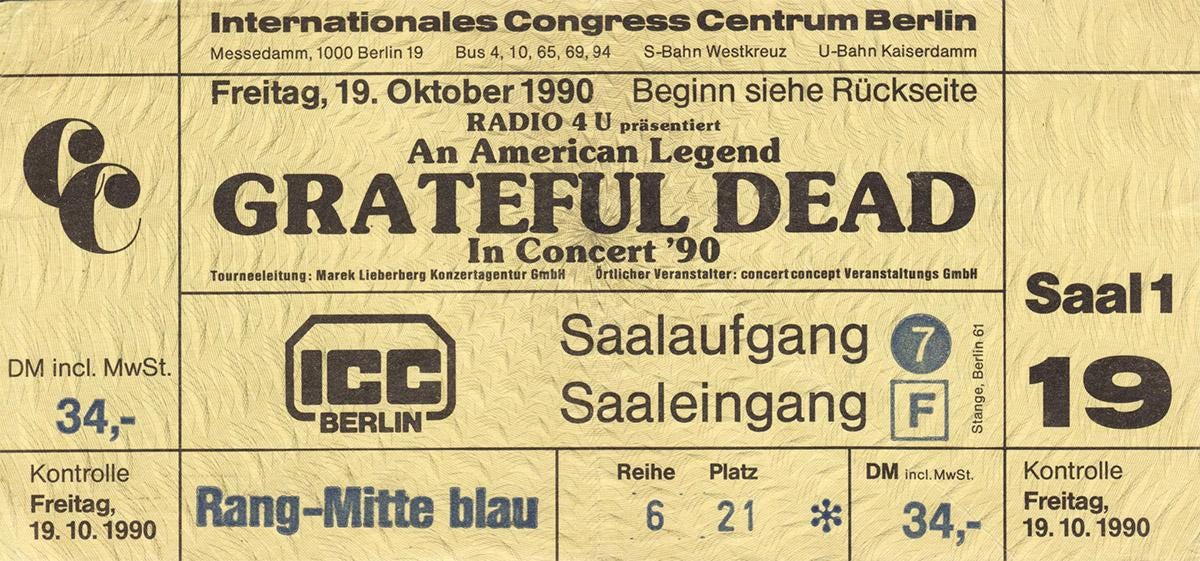 Internationales Congress Centrum Berlin
Messedamm, 1000 Berlin 19 Bus 4, 10, 65, 69, 94 S-Bahn Westkreuz U-Bahn Kaiserdamm
Freitag, 19. Oktober 1990 Beginn siehe Rückseite
RADIO 4 U präsentiert
An American Legend
GRATEFUL DEAD
In Concert '90
Tourneeleitung: Marek Lieberberg Konzertagentur GmbH Örtlicher Veranstalter: concert concept Veranstaltungs GmbH
CC
DM incl. MwSt.
34,-
Kontrolle
Freitag,
19. 10. 1990
ICC
BERLIN
Saalaufgang 7
Saaleingang F
Stange, Berlin 61
Rang-Mitte blau
Reihe Platz
6 21 *
DM incl. MwSt.
34,-
Saal 1
19
Kontrolle
Freitag,
19. 10. 1990